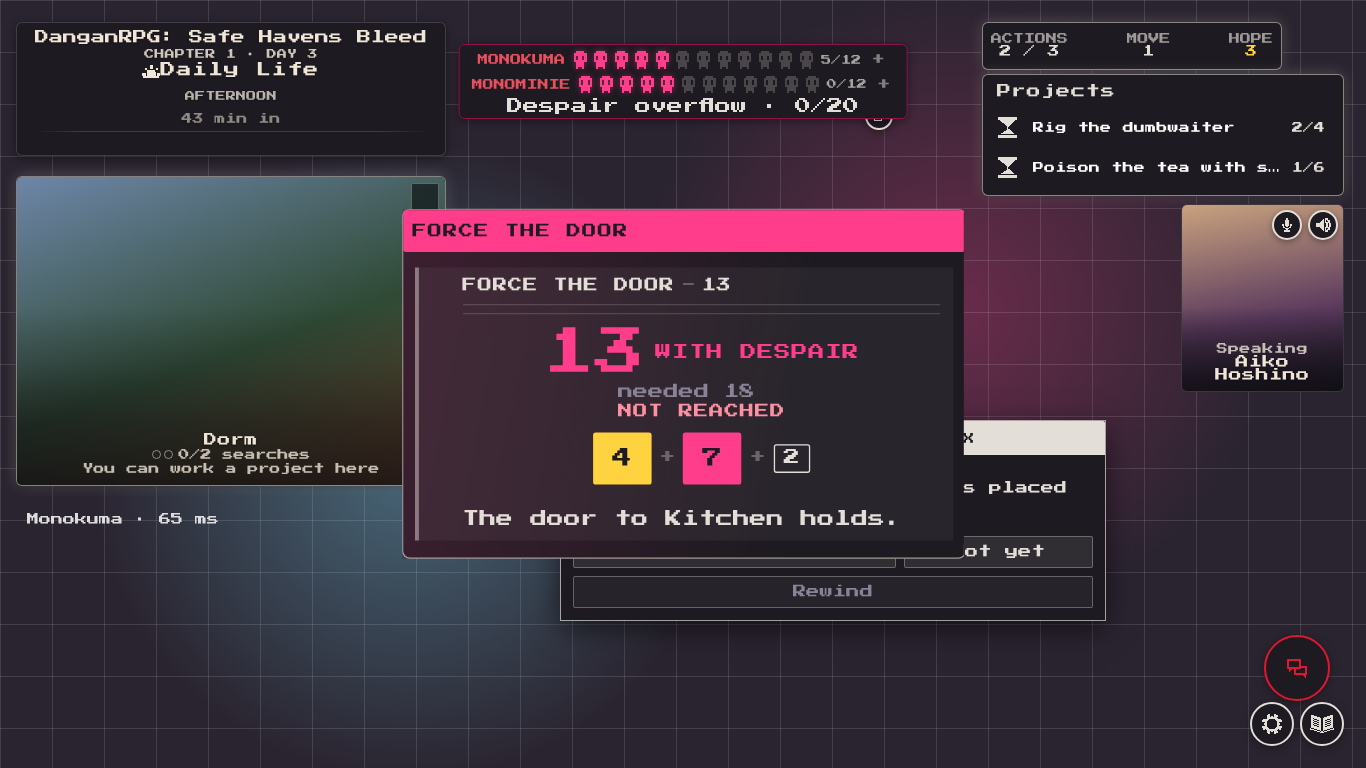 DanganRPG: Safe Havens Bleed
CHAPTER 1 · DAY 3
Daily Life
AFTERNOON
43 min in
MONOKUMA 5/12 +
MONOMINIE 0/12 +
Despair overflow · 0/20
ACTIONS MOVE HOPE
2 / 3 1 3
Projects
Rig the dumbwaiter 2/4
Poison the tea with s… 1/6
Speaking
Aiko
Hoshino
FORCE THE DOOR
FORCE THE DOOR – 13
13 WITH DESPAIR
needed 18
NOT REACHED
4 + 7 + 2
The door to Kitchen holds.
Dorm
0/2 searches
You can work a project here
Monokuma · 65 ms
x
s placed
ot yet
Rewind